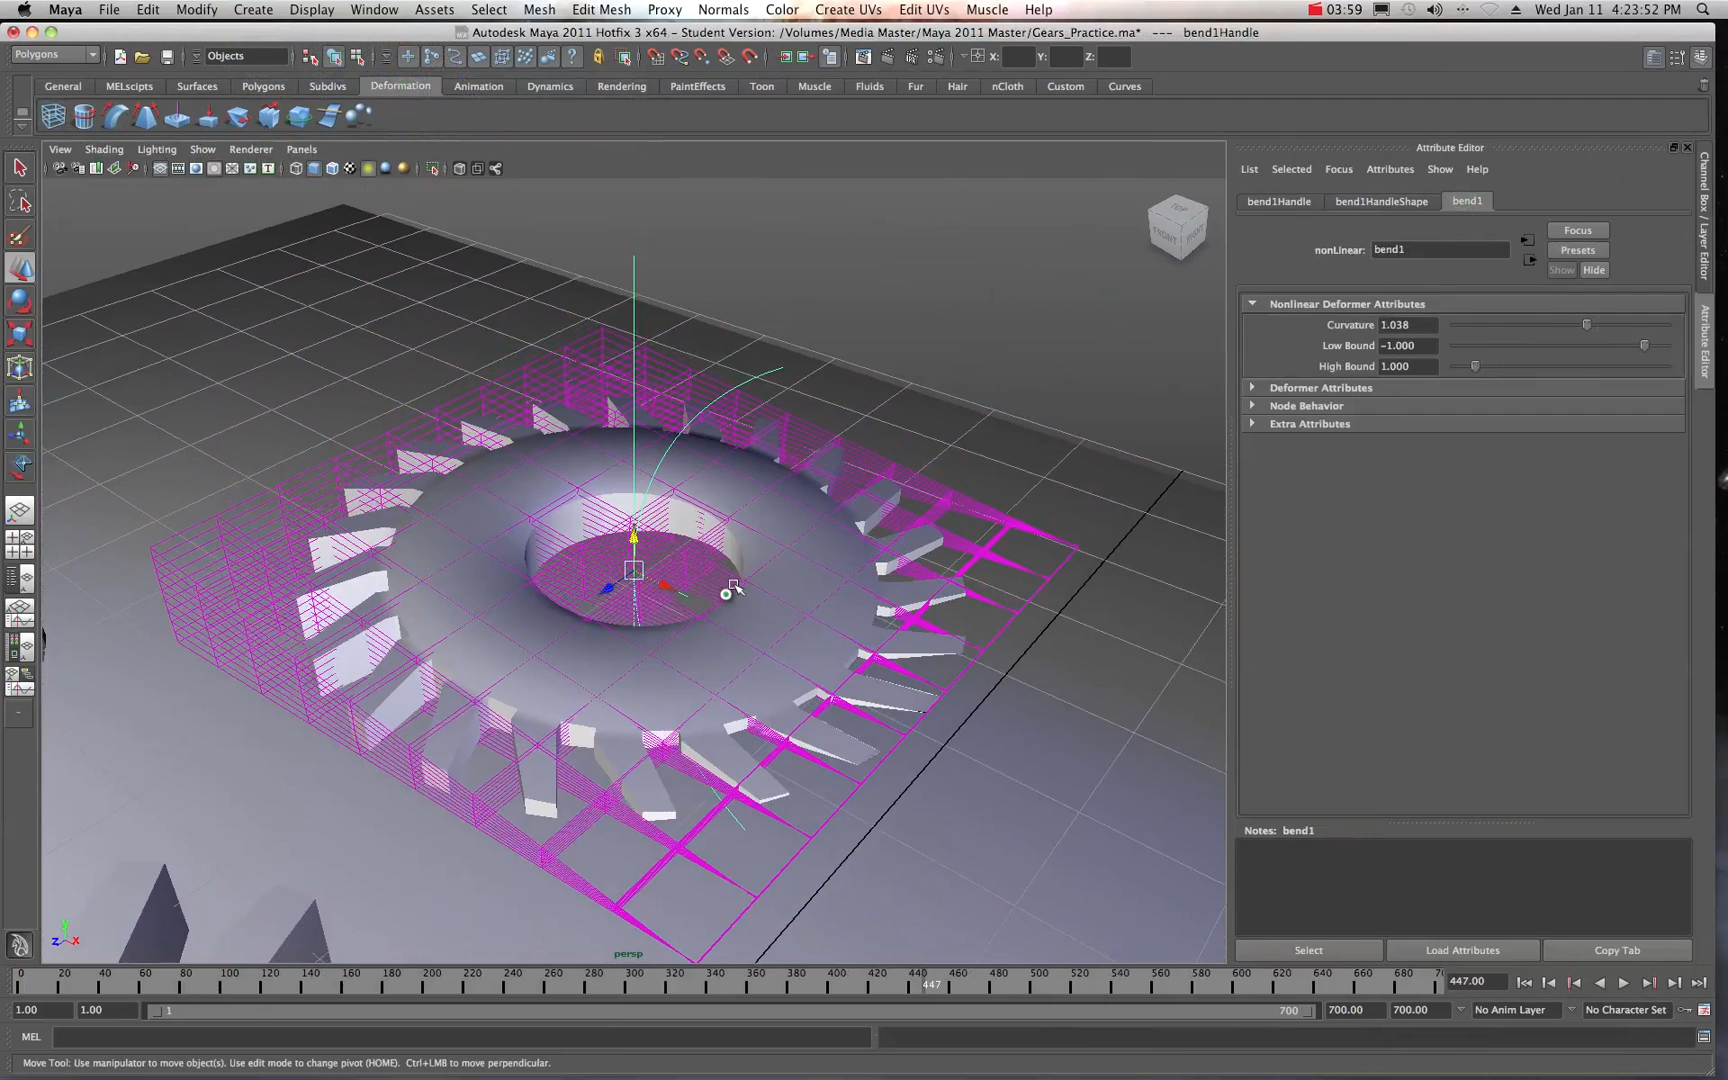 Maya File Edit Modify Create Display Window Assets Select Mesh Edit Mesh Proxy Normals Color Create UVs Edit UVs Muscle Help 03:59 Wed Jan 11 4:23:52 PM
Autodesk Maya 2011 Hotfix 3 x64 - Student Version: /Volumes/Media Master/Maya 2011 Master/Gears_Practice.ma* --- bend1Handle
Polygons Objects X: Y: Z:
General MELscipts Surfaces Polygons Subdivs Deformation Animation Dynamics Rendering PaintEffects Toon Muscle Fluids Fur Hair nCloth Custom Curves
View Shading Lighting Show Renderer Panels
Attribute Editor
List Selected Focus Attributes Show Help
bend1Handle bend1HandleShape bend1
Focus
nonLinear: bend1 Presets
Show Hide
Nonlinear Deformer Attributes
Curvature 1.038
Low Bound -1.000
High Bound 1.000
Deformer Attributes
Node Behavior
Extra Attributes
Channel Box / Layer Editor
Attribute Editor
TOP
FRONT RIGHT
Notes: bend1
y
z x
persp
Select Load Attributes Copy Tab
0 20 40 60 80 100 120 140 160 180 200 220 240 260 280 300 320 340 360 380 400 420 440 460 480 500 520 540 560 580 600 620 640 660 680 70
447 447.00
1.00 1.00 1 700 700.00 700.00 No Anim Layer No Character Set
MEL
Move Tool: Use manipulator to move object(s). Use edit mode to change pivot (HOME). Ctrl+LMB to move perpendicular.